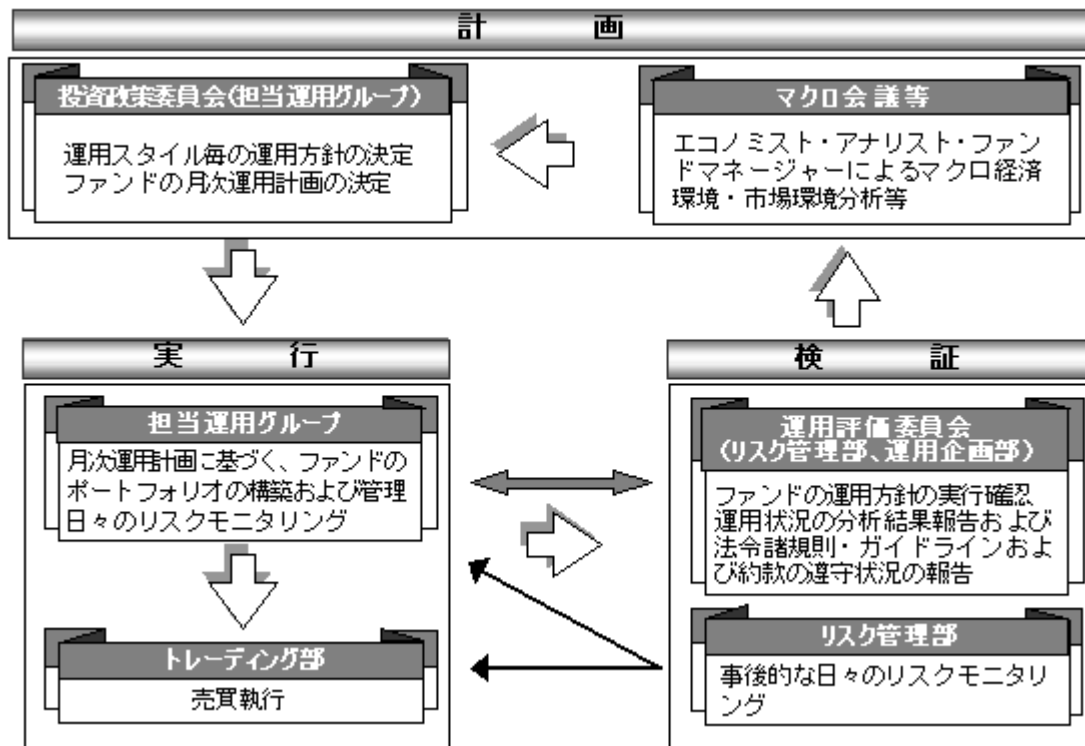 計画
投資政策委員会(担当運用グループ)
運用スタイル毎の運用方針の決定
ファンドの月次運用計画の決定
マクロ会議等
エコノミスト・アナリスト・ファン
ドマネージャーによるマクロ経済
環境・市場環境分析等
実行
担当運用グループ
月次運用計画に基づく、ファンドの
ポートフォリオの構築および管理
日々のリスクモニタリング
トレーディング部
売買執行
検証
運用評価委員会
(リスク管理部、運用企画部)
ファンドの運用方針の実行確認
運用状況の分析結果報告および
法令諸規則・ガイドラインおよ
び約款の遵守状況の報告
リスク管理部
事後的な日々のリスクモニタリ
ング